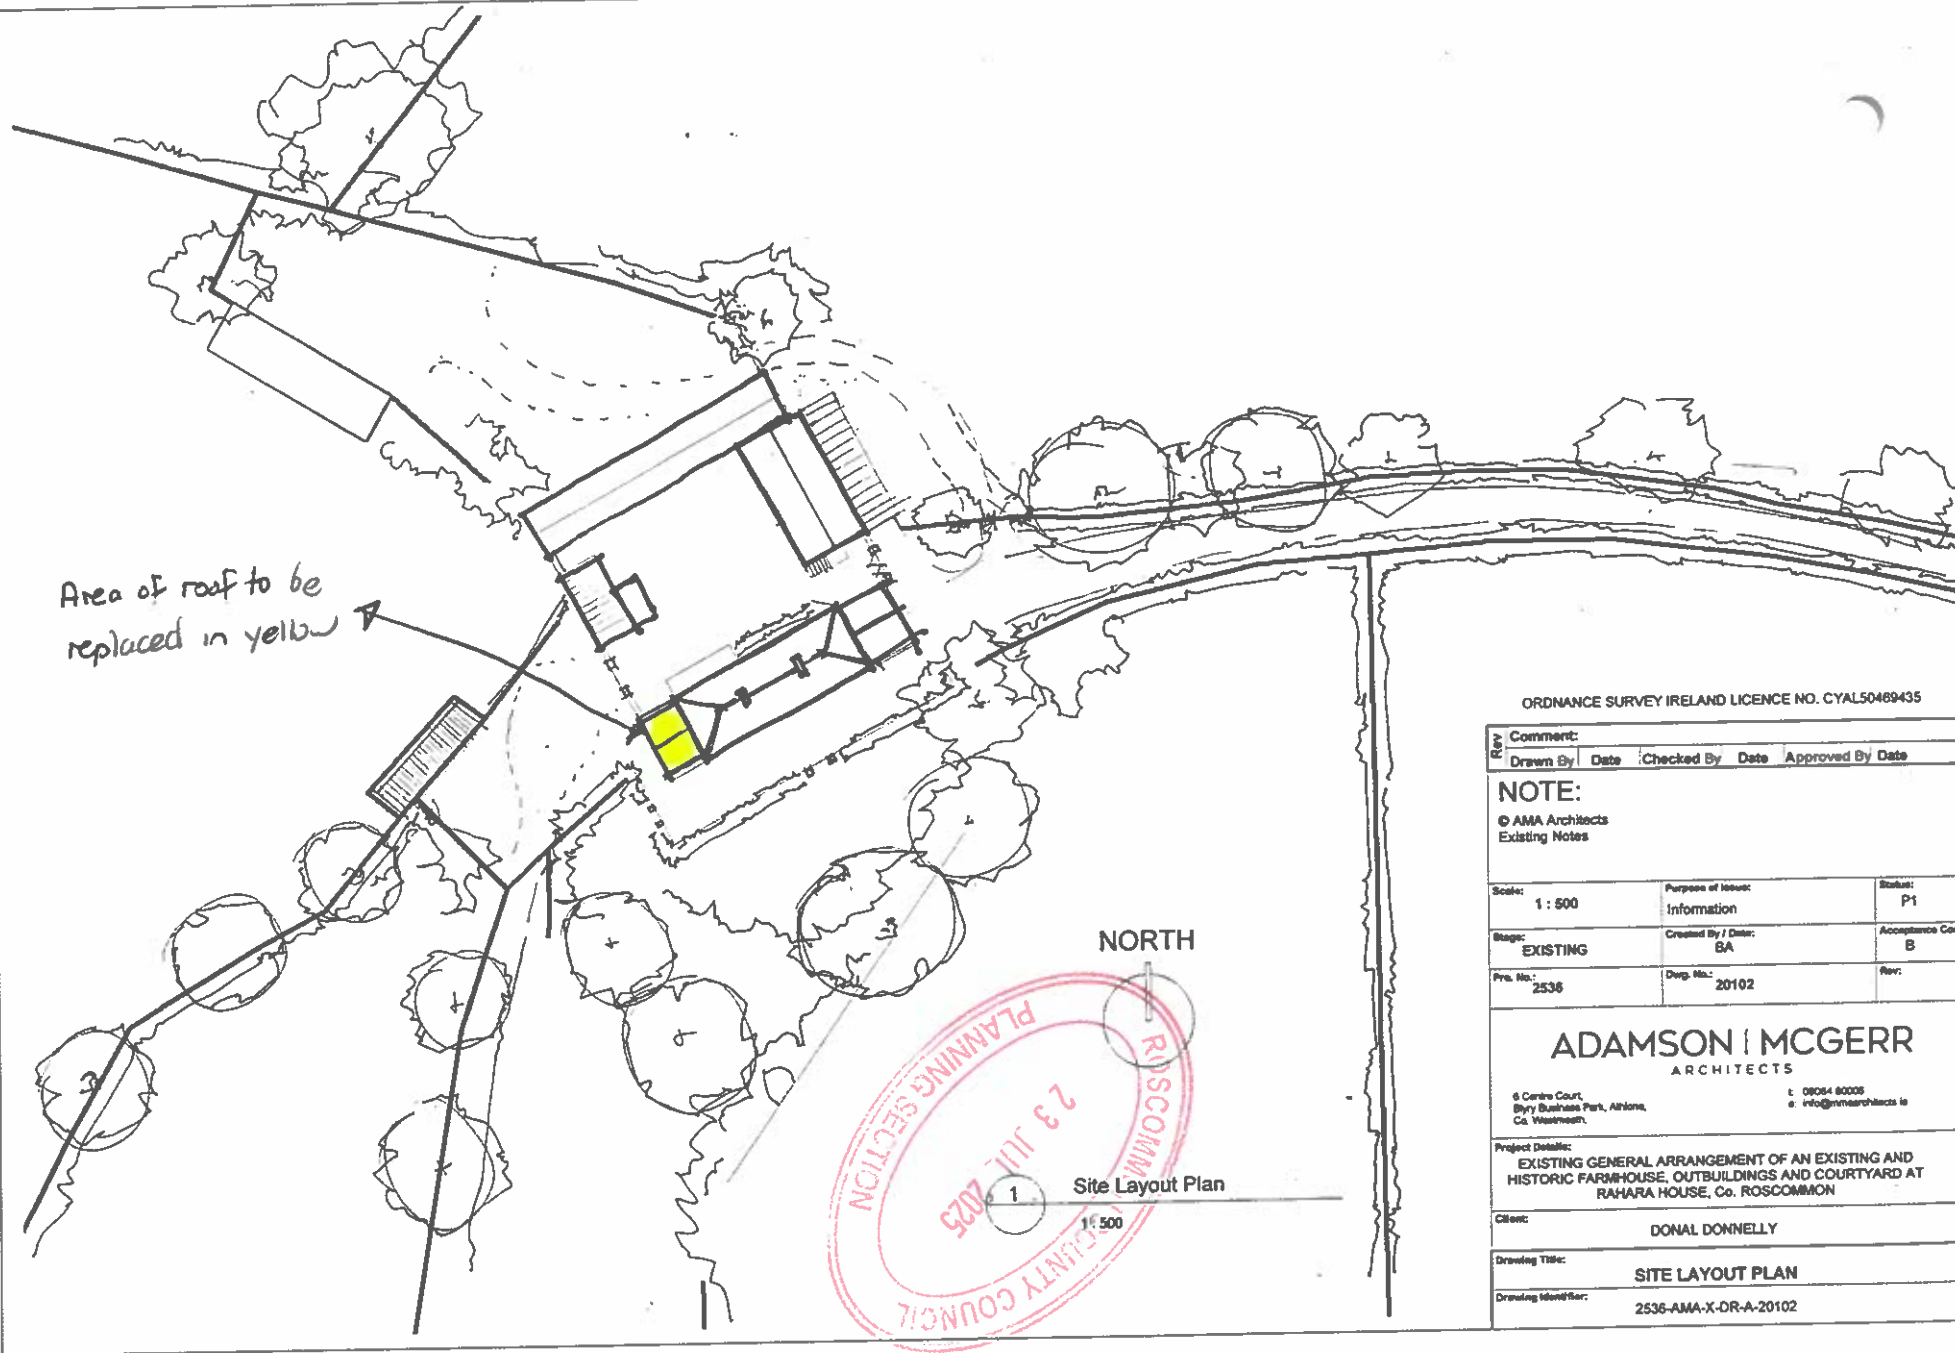 Area of roof to be
replaced in yellow
NORTH
ROSCOMMON COUNTY COUNCIL
PLANNING SECTION
23 JUL 2025
1
Site Layout Plan
1 : 500
ORDNANCE SURVEY IRELAND LICENCE NO. CYAL50469435
Rev
Comment:
Drawn By Date Checked By Date Approved By Date
NOTE:
© AMA Architects
Existing Notes
Scale: 1 : 500
Purpose of Issue: Information
Status: P1
Stage: EXISTING
Created By / Date: BA
Acceptance B
Pro. No.: 2536
Dwg. No.: 20102
Rev:
ADAMSON | MCGERR
ARCHITECTS
6 Centre Court,
Blyry Business Park, Athlone,
Co. Westmeath.
Project Details:
EXISTING GENERAL ARRANGEMENT OF AN EXISTING AND
HISTORIC FARMHOUSE, OUTBUILDINGS AND COURTYARD AT
RAHARA HOUSE, Co. ROSCOMMON
Client:
DONAL DONNELLY
Drawing Title:
SITE LAYOUT PLAN
Drawing Identifier:
2536-AMA-X-DR-A-20102